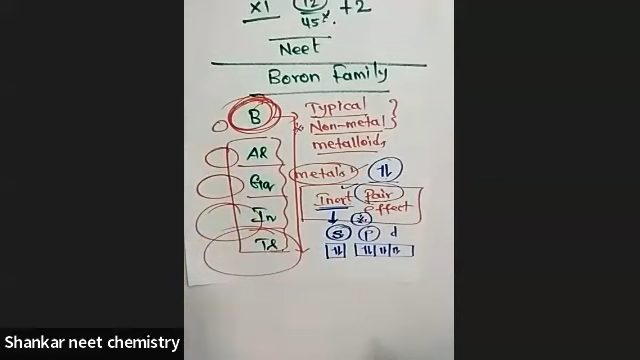 x1 12/45 x. +2
Neet
Boron family
B
Typical
Non-metal
metalloid,
Al
Ga
In
Tl
metals
Inert Pair
effect
s p d
Shankar neet chemistry